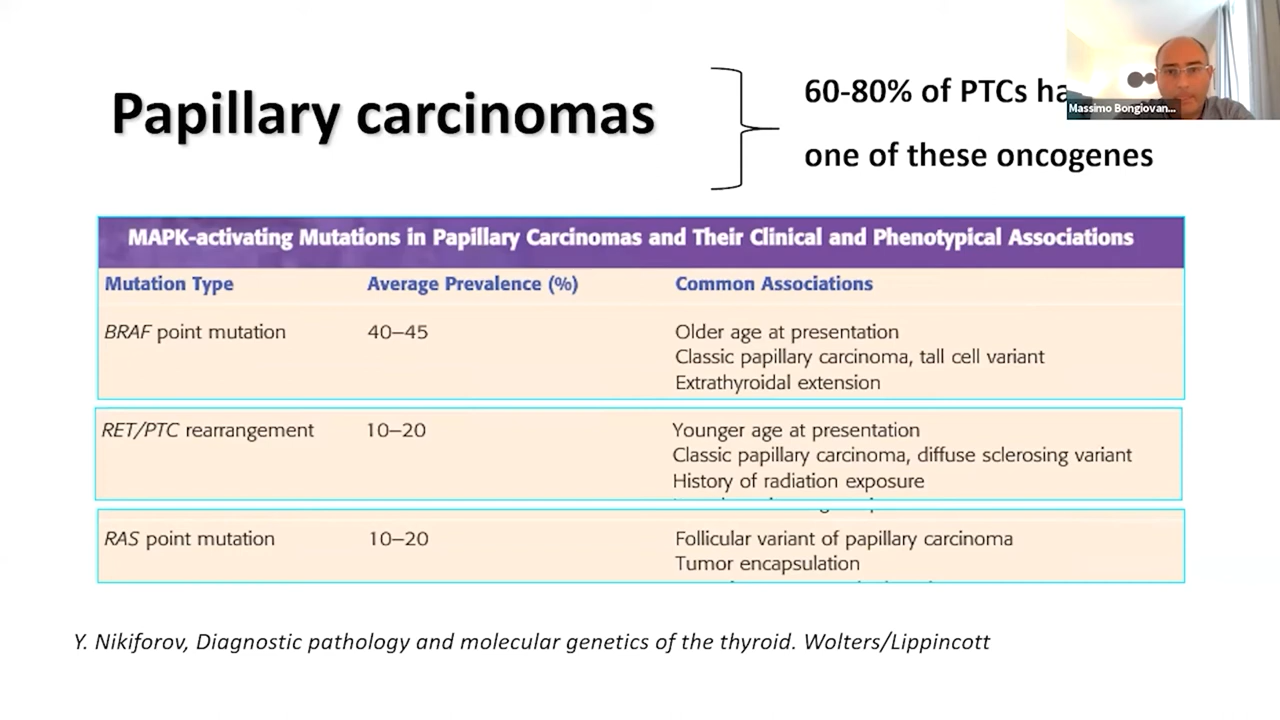 Papillary carcinomas
60-80% of PTCs
one of these oncogenes
Massimo Bongiovan...
MAPK-activating Mutations in Papillary Carcinomas and Their Clinical and Phenotypical Associations
Mutation Type Average Prevalence (%) Common Associations
BRAF point mutation 40–45 Older age at presentation
Classic papillary carcinoma, tall cell variant
Extrathyroidal extension
RET/PTC rearrangement 10–20 Younger age at presentation
Classic papillary carcinoma, diffuse sclerosing variant
History of radiation exposure
RAS point mutation 10–20 Follicular variant of papillary carcinoma
Tumor encapsulation
Y. Nikiforov, Diagnostic pathology and molecular genetics of the thyroid. Wolters/Lippincott